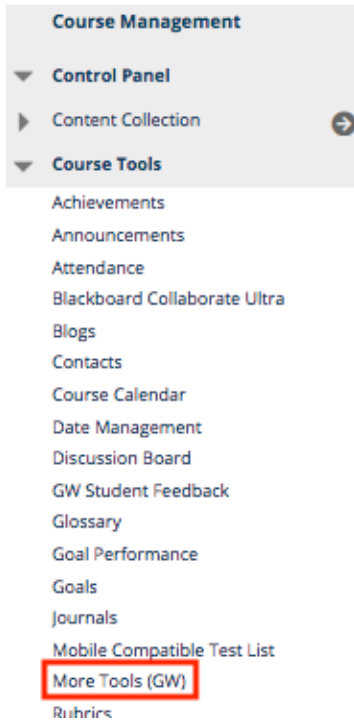 Course Management
Control Panel
Content Collection
Course Tools
Achievements
Announcements
Attendance
Blackboard Collaborate Ultra
Blogs
Contacts
Course Calendar
Date Management
Discussion Board
GW Student Feedback
Glossary
Goal Performance
Goals
Journals
Mobile Compatible Test List
More Tools (GW)
Rubrics